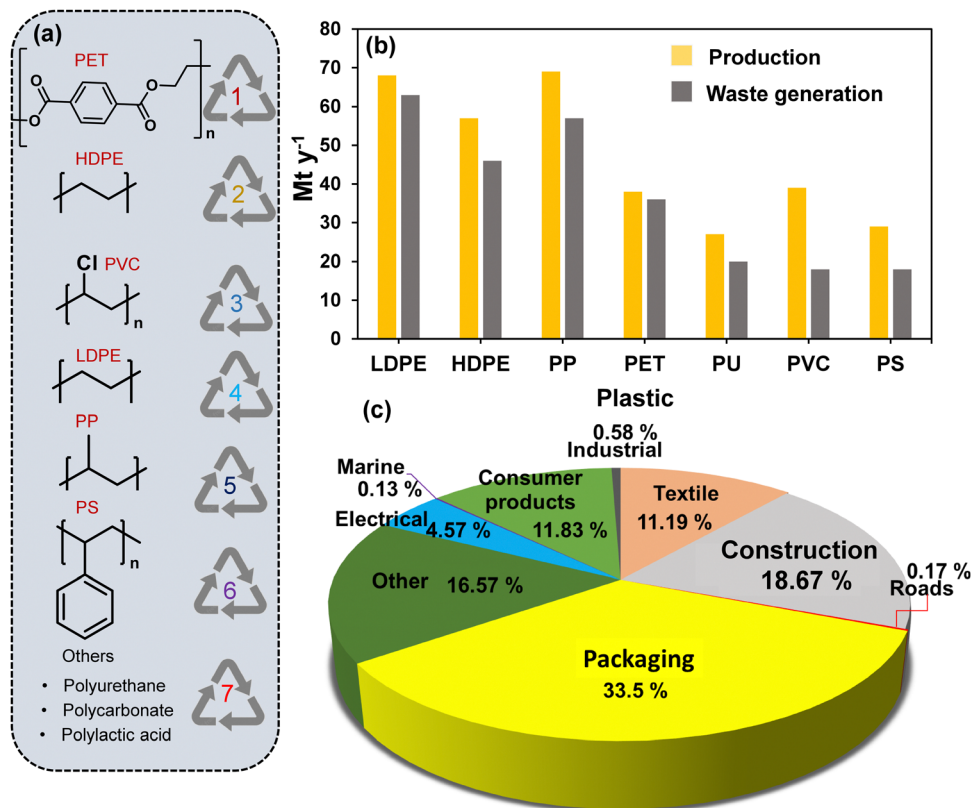 (a)
PET
O
O
O
O
n
1
HDPE
2
Cl PVC
n
3
LDPE
4
PP
5
PS
n
6
Others
• Polyurethane
• Polycarbonate
• Polylactic acid
7
(b)
Production
Waste generation
Mt y⁻¹
80
70
60
50
40
30
20
10
0
LDPE HDPE PP PET PU PVC PS
Plastic
(c)
0.58 %
Industrial
Marine
0.13 %
Consumer
products
11.83 %
Textile
11.19 %
Electrical
4.57 %
Construction
18.67 %
0.17 %
Roads
Other 16.57 %
Packaging
33.5 %